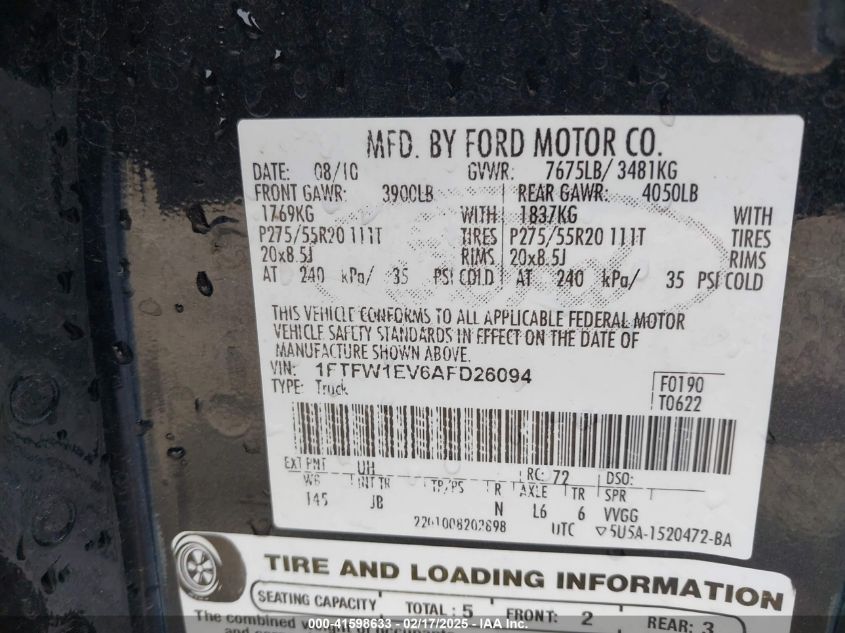 MFD. BY FORD MOTOR CO.
DATE: 08/10 GVWR: 7675LB/ 3481KG
FRONT GAWR: 3900LB REAR GAWR: 4050LB
1769KG WITH 1837KG WITH
P275/55R20 111T TIRES P275/55R20 111T TIRES
20x8.5J RIMS 20x8.5J RIMS
AT 240 kPa/ 35 PSI COLD AT 240 kPa/ 35 PSI COLD
THIS VEHICLE CONFORMS TO ALL APPLICABLE FEDERAL MOTOR
VEHICLE SAFETY STANDARDS IN EFFECT ON THE DATE OF
MANUFACTURE SHOWN ABOVE.
VIN: 1FTFW1EV6AFD26094
TYPE: Truck
F0190
T0622
EXT PNT UH RC: 72 DSO:
WB INT TR TP/PS R AXLE TR SPR
145 JB N L6 6 VVGG
UTC ▽5U5A-1520472-BA
TIRE AND LOADING INFORMATION
SEATING CAPACITY TOTAL : 5 FRONT: 2 REAR: 3
The combined
000-41598633 - 02/17/2025 - IAA Inc.